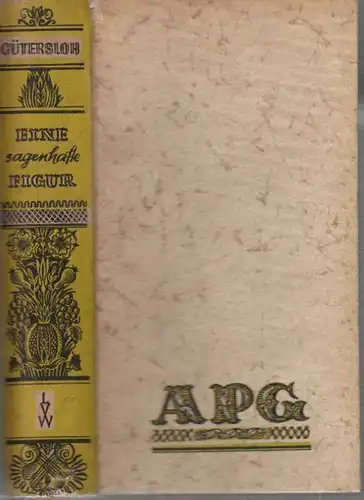 GÜTERSLOH
EINE
sagenhafte
FIGUR
LVW
APG